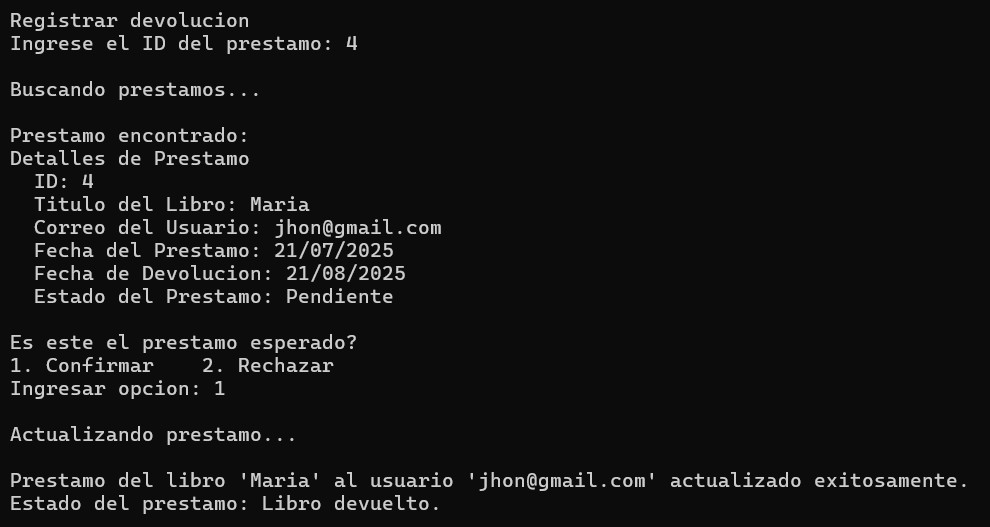 Registrar devolucion
Ingrese el ID del prestamo: 4
Buscando prestamos...
Prestamo encontrado:
Detalles de Prestamo
ID: 4
Titulo del Libro: Maria
Correo del Usuario: jhon@gmail.com
Fecha del Prestamo: 21/07/2025
Fecha de Devolucion: 21/08/2025
Estado del Prestamo: Pendiente
Es este el prestamo esperado?
1. Confirmar    2. Rechazar
Ingresar opcion: 1
Actualizando prestamo...
Prestamo del libro 'Maria' al usuario 'jhon@gmail.com' actualizado exitosamente.
Estado del prestamo: Libro devuelto.